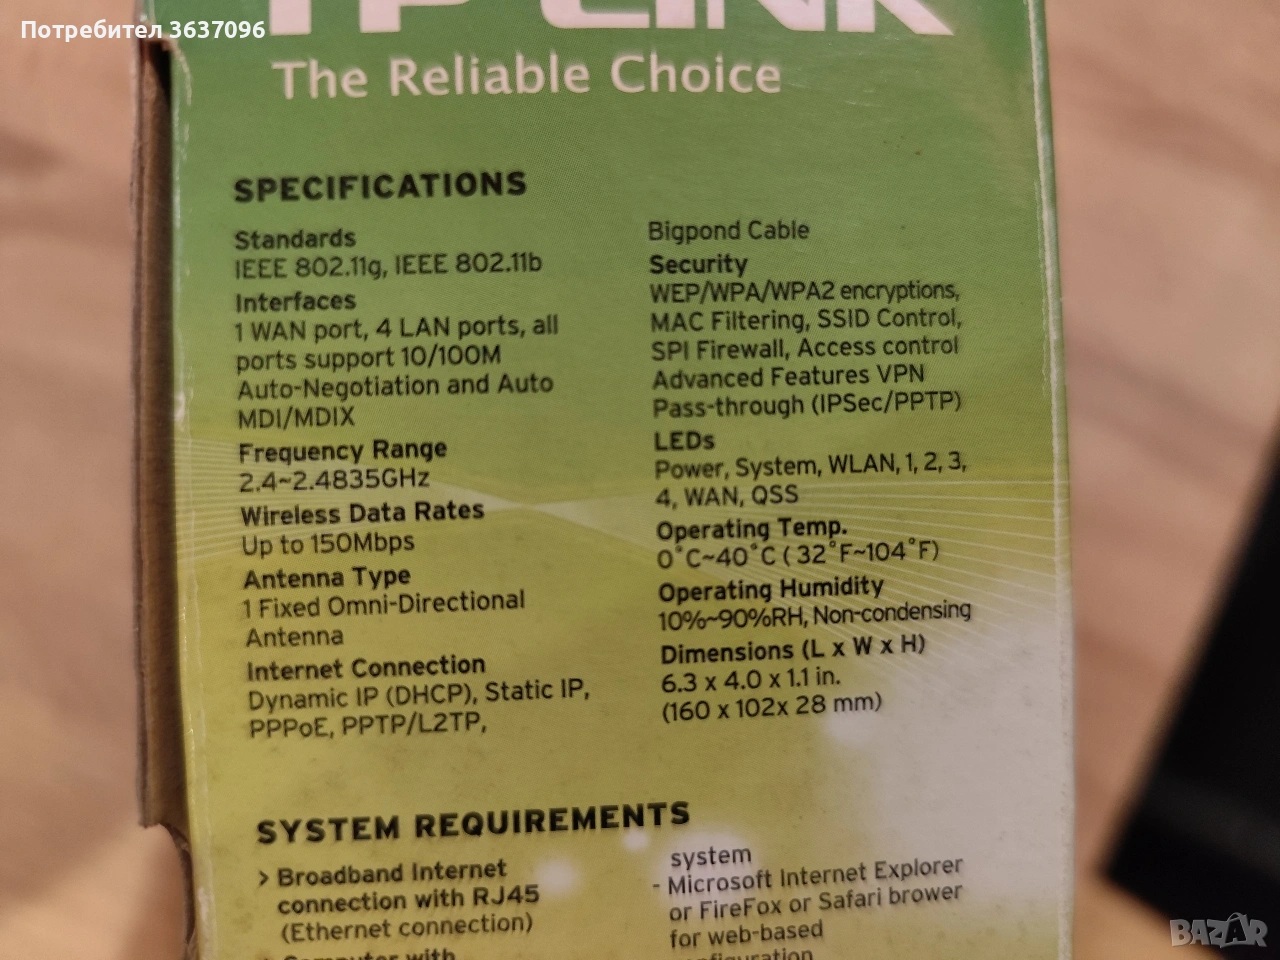 Потребител 3637096
TP-LINK
The Reliable Choice
SPECIFICATIONS
Standards
IEEE 802.11g, IEEE 802.11b
Interfaces
1 WAN port, 4 LAN ports, all
ports support 10/100M
Auto-Negotiation and Auto
MDI/MDIX
Frequency Range
2.4~2.4835GHz
Wireless Data Rates
Up to 150Mbps
Antenna Type
1 Fixed Omni-Directional
Antenna
Internet Connection
Dynamic IP (DHCP), Static IP,
PPPoE, PPTP/L2TP,
Bigpond Cable
Security
WEP/WPA/WPA2 encryptions,
MAC Filtering, SSID Control,
SPI Firewall, Access control
Advanced Features VPN
Pass-through (IPSec/PPTP)
LEDs
Power, System, WLAN, 1, 2, 3,
4, WAN, QSS
Operating Temp.
0°C~40°C ( 32°F~104°F)
Operating Humidity
10%~90%RH, Non-condensing
Dimensions (L x W x H)
6.3 x 4.0 x 1.1 in.
(160 x 102x 28 mm)
SYSTEM REQUIREMENTS
> Broadband Internet
connection with RJ45
(Ethernet connection)
> Computer with
system
- Microsoft Internet Explorer
or FireFox or Safari brower
for web-based
configuration
BAZAR